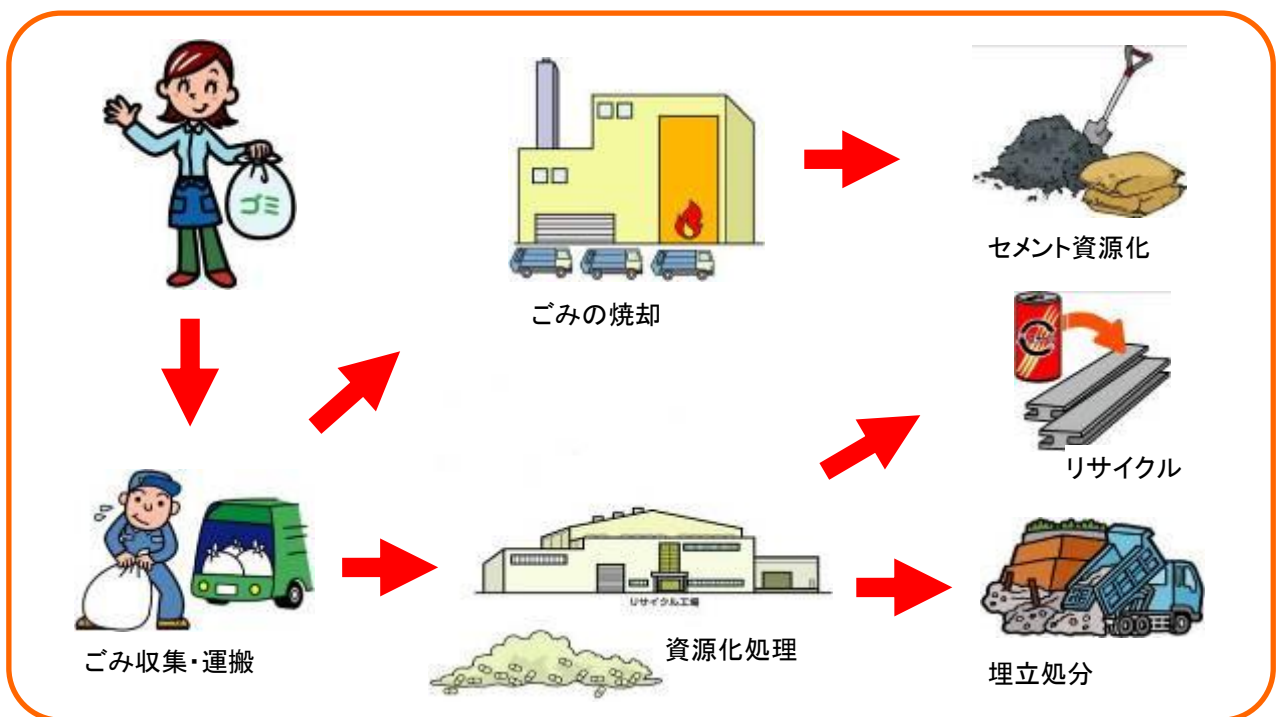 ゴミ
セメント資源化
ごみの焼却
リサイクル
リサイクル工場
資源化処理
ごみ収集・運搬
埋立処分